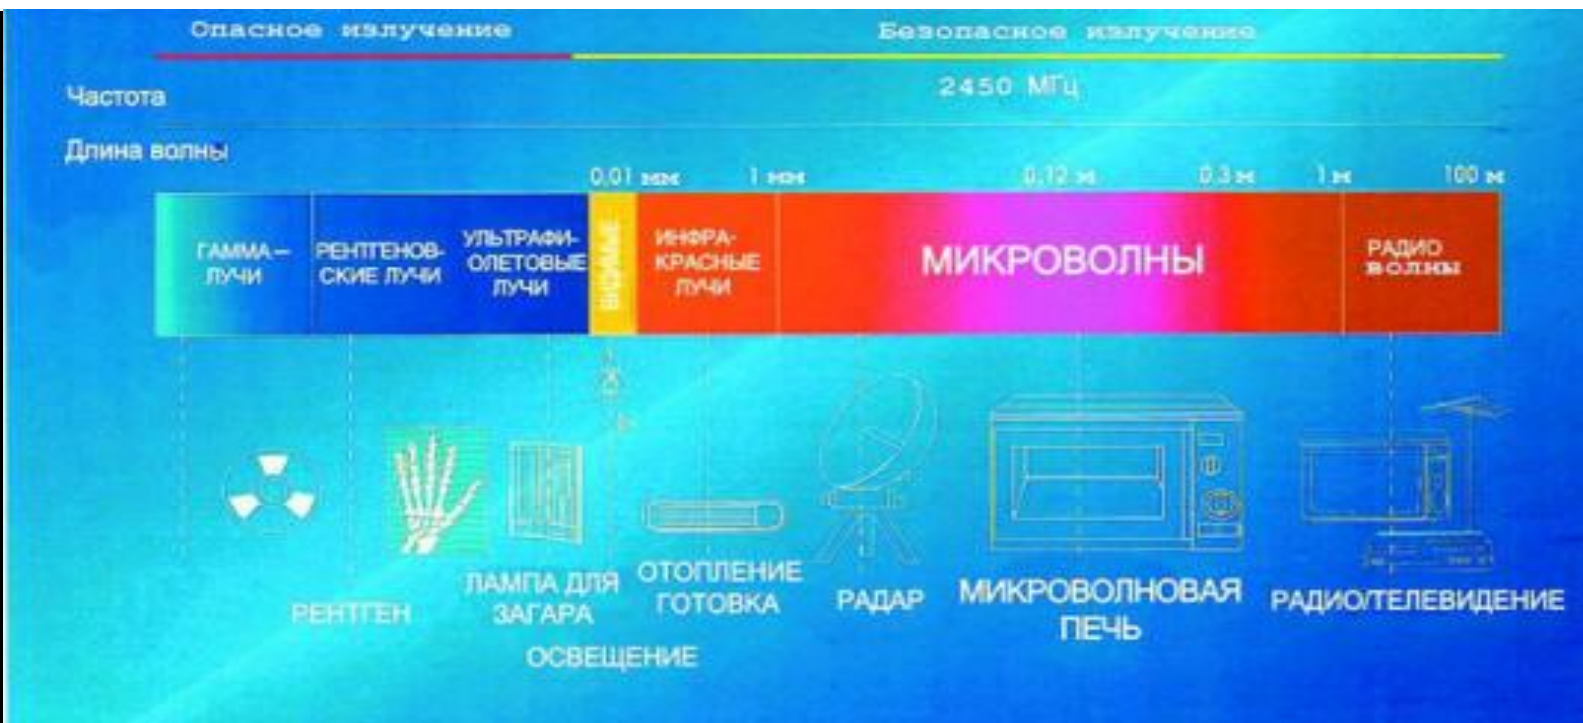 Опасное излучение
Безопасное излучение
Частота
2450 МГц
Длина волны
0,01 мм
1 мм
0,12 м
0,3 м
1 м
100 м
ГАММА–
ЛУЧИ
РЕНТГЕНОВ-
СКИЕ ЛУЧИ
УЛЬТРАФИ-
ОЛЕТОВЫЕ
ЛУЧИ
ВИДИМЫЕ
ИНФРА-
КРАСНЫЕ
ЛУЧИ
МИКРОВОЛНЫ
РАДИО
ВОЛНЫ
РЕНТГЕН
ЛАМПА ДЛЯ
ЗАГАРА
ОСВЕЩЕНИЕ
ОТОПЛЕНИЕ
ГОТОВКА
РАДАР
МИКРОВОЛНОВАЯ
ПЕЧЬ
РАДИО/ТЕЛЕВИДЕНИЕ